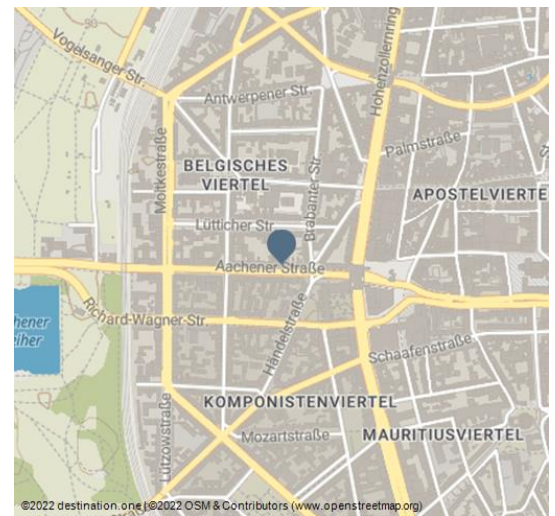 Vogelsanger Str.
Antwerpener Str.
Hohenzollernring
Palmstraße
Moltkestraße
BELGISCHES
VIERTEL
Brabanter Str
APOSTELVIERTE
Lütticher Str.
Aachener Straße
chener
eiher
Richard-Wagner-Str.
Händelstraße
Schaafenstraße
KOMPONISTENVIERTEL
Lützowstraße
Mozartstraße
MAURITIUSVIERTEL
©2022 destination.one | ©2022 OSM & Contributors (www.openstreetmap.org)